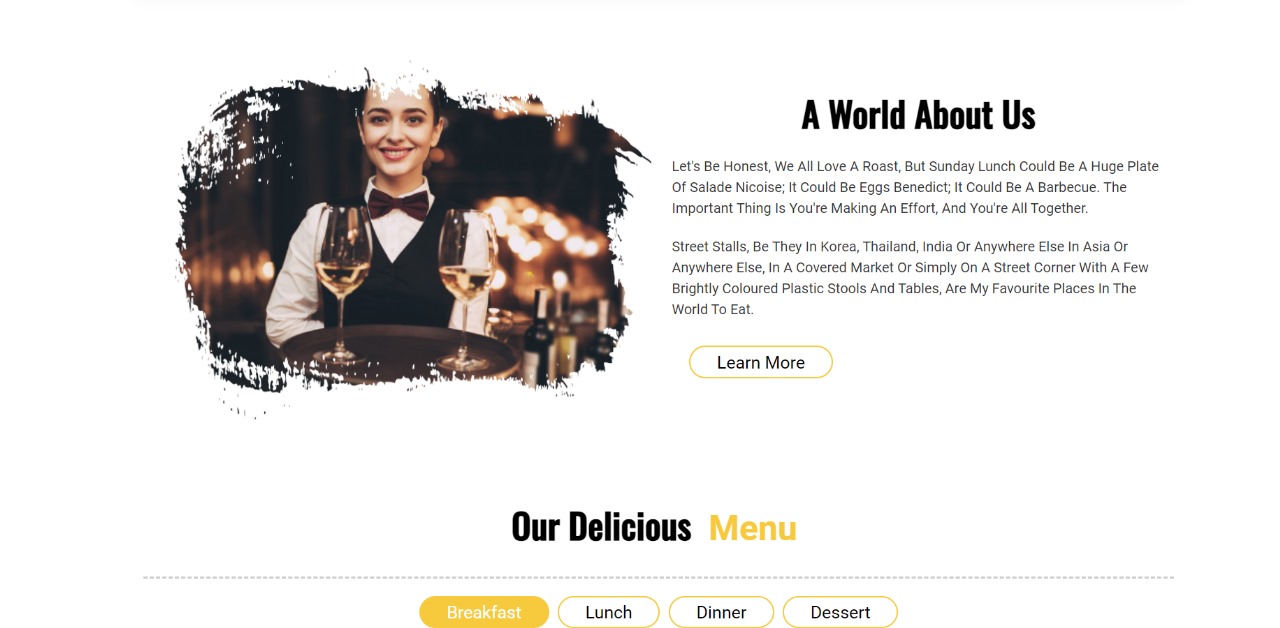 A World About Us
Let's Be Honest, We All Love A Roast, But Sunday Lunch Could Be A Huge Plate
Of Salade Nicoise; It Could Be Eggs Benedict; It Could Be A Barbecue. The
Important Thing Is You're Making An Effort, And You're All Together.
Street Stalls, Be They In Korea, Thailand, India Or Anywhere Else In Asia Or
Anywhere Else, In A Covered Market Or Simply On A Street Corner With A Few
Brightly Coloured Plastic Stools And Tables, Are My Favourite Places In The
World To Eat.
Learn More
Our Delicious Menu
Breakfast Lunch Dinner Dessert